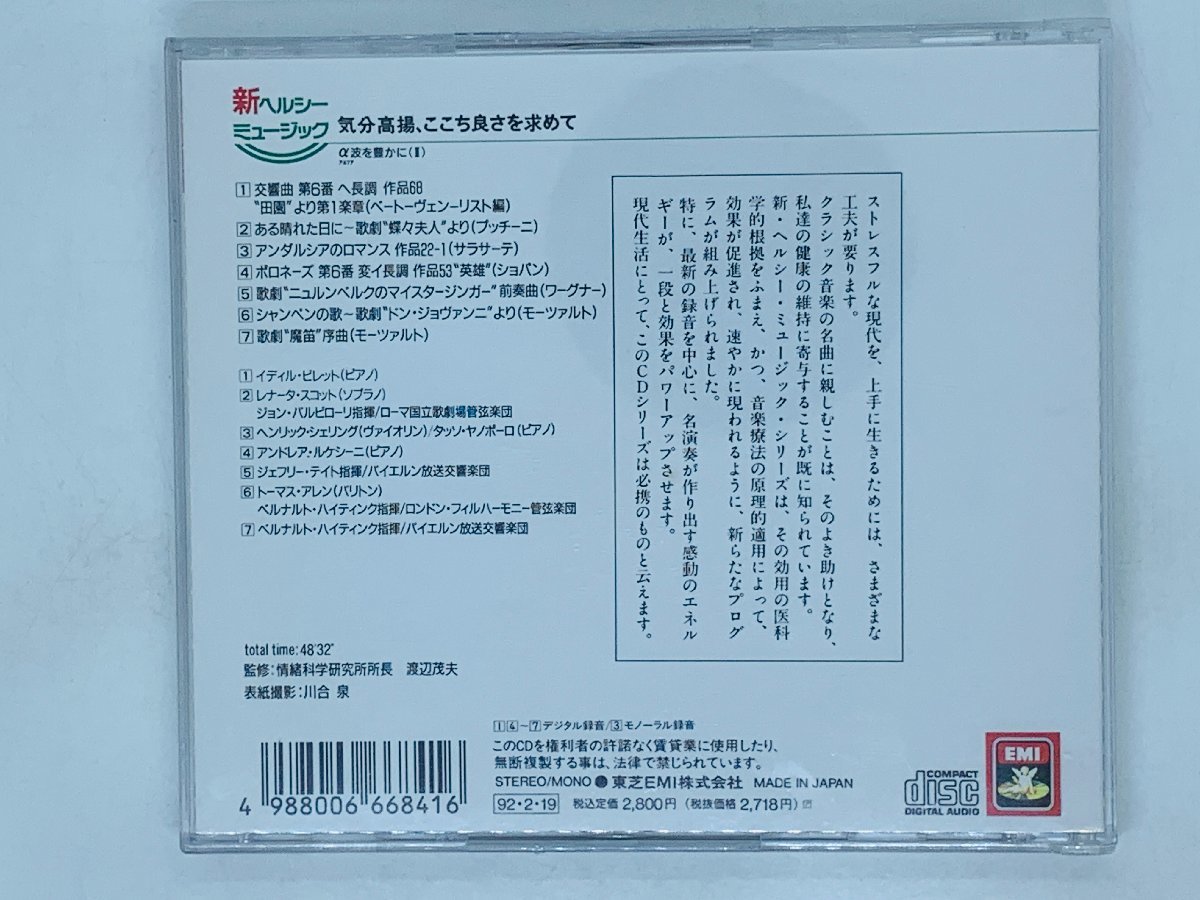 新ヘルシー
ミュージック
気分高揚、ここち良さを求めて
α波を豊かに(Ⅱ)
アルファ
1 交響曲 第6番 ヘ長調 作品68
“田園”より第1楽章(ベートーヴェン−リスト編)
2 ある晴れた日に〜歌劇“蝶々夫人”より(プッチーニ)
3 アンダルシアのロマンス 作品22-1(サラサーテ)
4 ポロネーズ 第6番 変イ長調 作品53“英雄”(ショパン)
5 歌劇“ニュルンベルクのマイスタージンガー”前奏曲(ワーグナー)
6 シャンペンの歌〜歌劇“ドン・ジョヴァンニ”より(モーツァルト)
7 歌劇“魔笛”序曲(モーツァルト)
1 イディル・ビレット(ピアノ)
2 レナータ・スコット(ソプラノ)
ジョン・バルビローリ指揮/ローマ国立歌劇場管弦楽団
3 ヘンリック・シェリング(ヴァイオリン)/タッソ・ヤノポーロ(ピアノ)
4 アンドレア・ルケシーニ(ピアノ)
5 ジェフリー・テイト指揮/バイエルン放送交響楽団
6 トーマス・アレン(バリトン)
ベルナルト・ハイティンク指揮/ロンドン・フィルハーモニー管弦楽団
7 ベルナルト・ハイティンク指揮/バイエルン放送交響楽団
ストレスフルな現代を、上手に生きるためには、さまざまな
工夫が要ります。
クラシック音楽の名曲に親しむことは、そのよき助けとなり、
私達の健康の維持に寄与することが既に知られています。
新・ヘルシー・ミュージック・シリーズは、その効用の医科
学的根拠をふまえ、かつ、音楽療法の原理的適用によって、
効果が促進され、速やかに現われるように、新らたなプログ
ラムが組み上げられました。
特に、最新の録音を中心に、名演奏が作り出す感動のエネル
ギーが、一段と効果をパワーアップさせます。
現代生活にとって、このCDシリーズは必携のものと云えます。
total time:48'32"
監修:情緒科学研究所所長 渡辺茂夫
表紙撮影:川合 泉
1 4〜7デジタル録音/3モノーラル録音
このCDを権利者の許諾なく賃貸業に使用したり、
無断複製する事は、法律で禁じられています。
STEREO/MONO ●東芝EMI株式会社 MADE IN JAPAN
92・2・19 税込定価2,800円(税抜価格2,718円)
4 988006 668416
COMPACT
disc
DIGITAL AUDIO
EMI